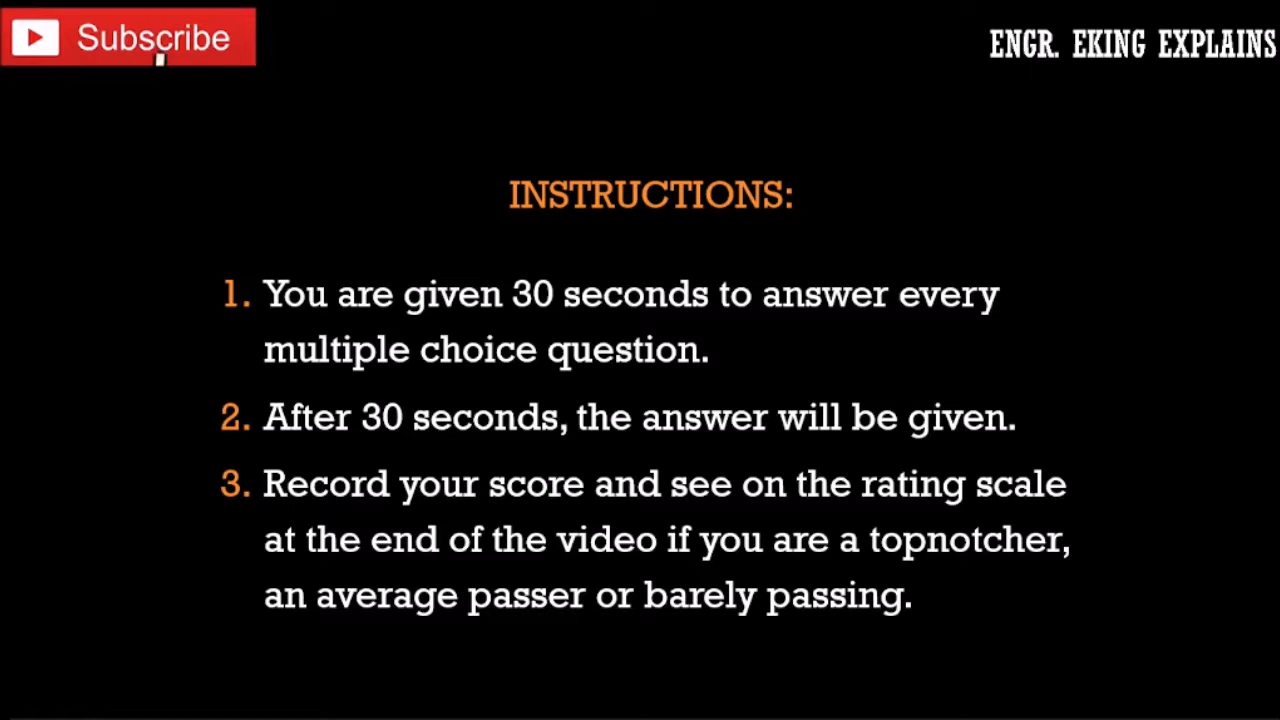 Subscribe
ENGR. EKING EXPLAINS
INSTRUCTIONS:
1. You are given 30 seconds to answer every
multiple choice question.
2. After 30 seconds, the answer will be given.
3. Record your score and see on the rating scale
at the end of the video if you are a topnotcher,
an average passer or barely passing.